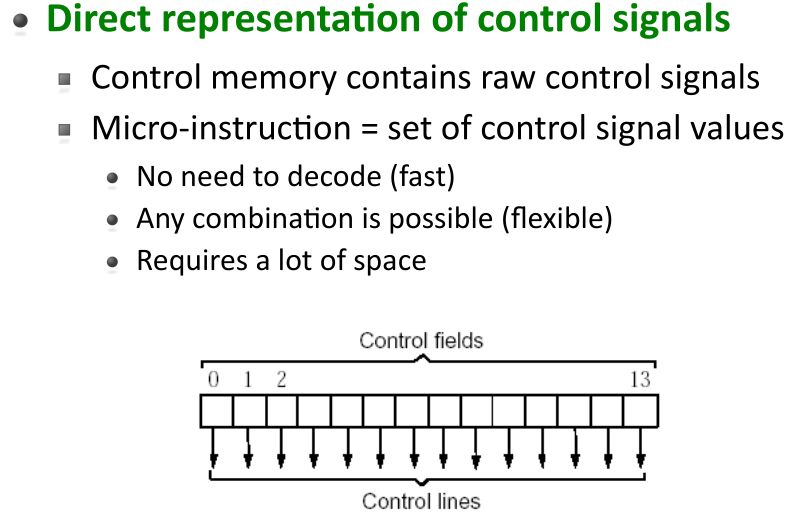 Direct representation of control signals
Control memory contains raw control signals
Micro-instruction = set of control signal values
No need to decode (fast)
Any combination is possible (flexible)
Requires a lot of space
Control fields
0 1 2 13
Control lines